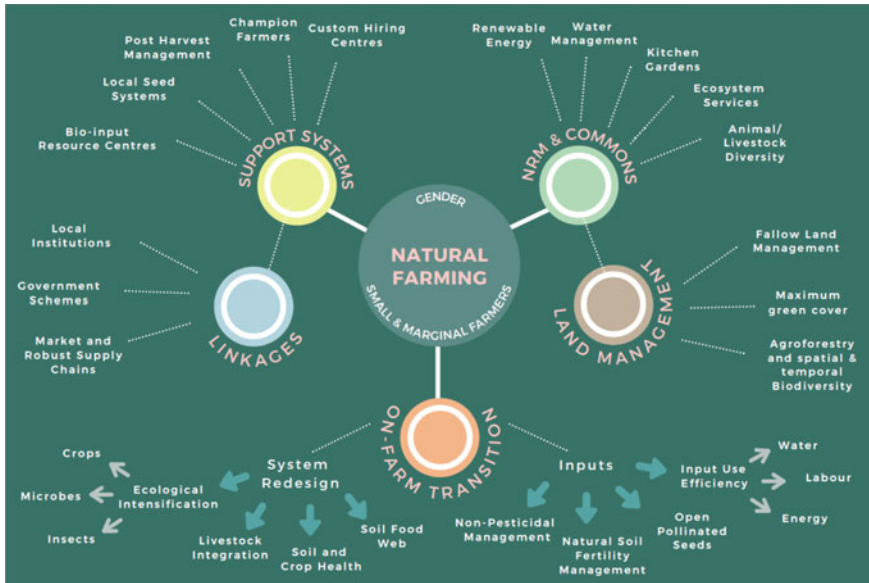 Champion
Farmers
Custom Hiring
Centres
Post Harvest
Management
Local Seed
Systems
Bio-input
Resource Centres
SUPPORT SYSTEMS
Renewable
Energy
Water
Management
Kitchen
Gardens
Ecosystem
Services
Animal/
Livestock
Diversity
NRM & COMMONS
GENDER
NATURAL
FARMING
SMALL & MARGINAL FARMERS
Local
Institutions
Government
Schemes
Market and
Robust Supply
Chains
LINKAGES
Fallow Land
Management
Maximum
green cover
Agroforestry
and spatial &
temporal
Biodiversity
LAND MANAGEMENT
ON-FARM TRANSITION
System
Redesign
Crops
Microbes
Insects
Ecological
Intensification
Livestock
Integration
Soil and
Crop Health
Soil Food
Web
Inputs
Non-Pesticidal
Management
Natural Soil
Fertility
Management
Open
Pollinated
Seeds
Input Use
Efficiency
Water
Labour
Energy